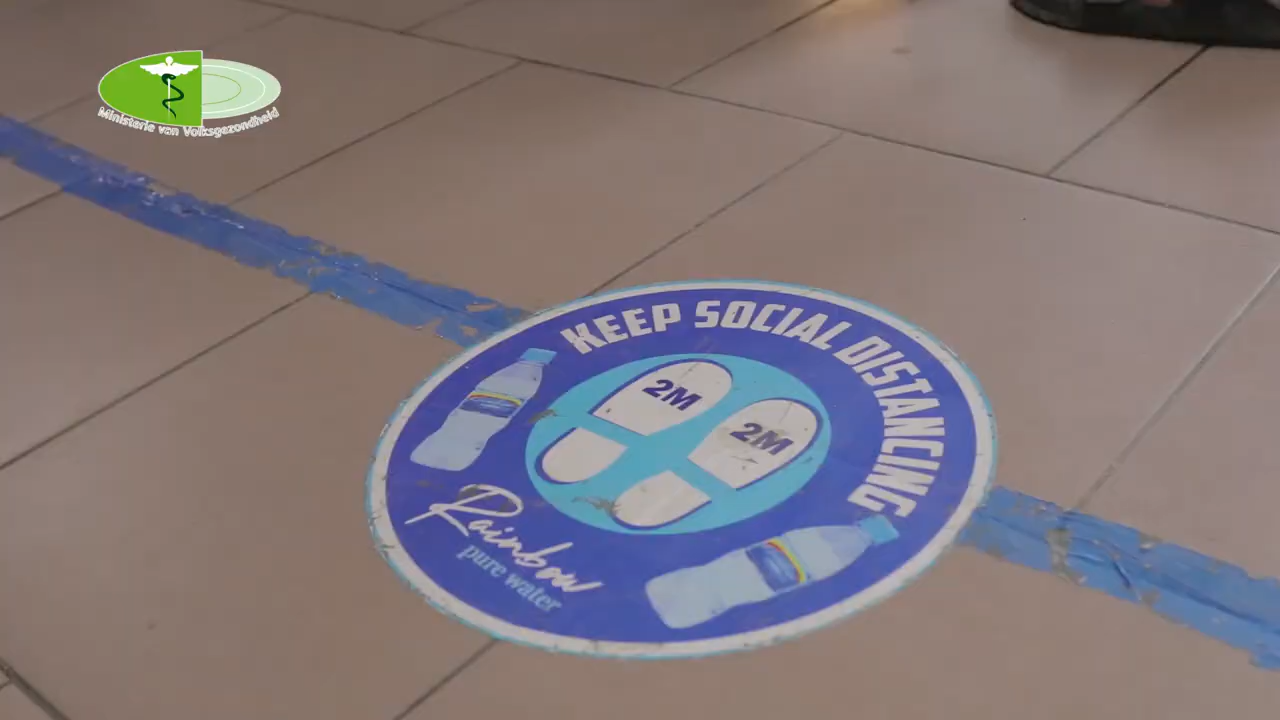 Ministerie van Volksgezondheid
KEEP SOCIAL DISTANCING
2M
2M
Rainbow
pure water